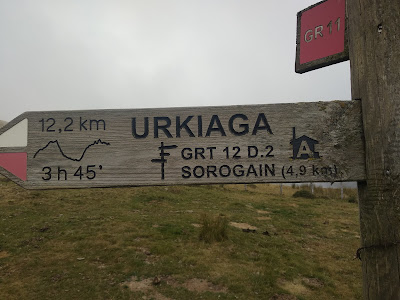 GR11
12,2 km
URKIAGA
GRT 12 D.2
A
3 h 45'
SOROGAIN (4,9 km)